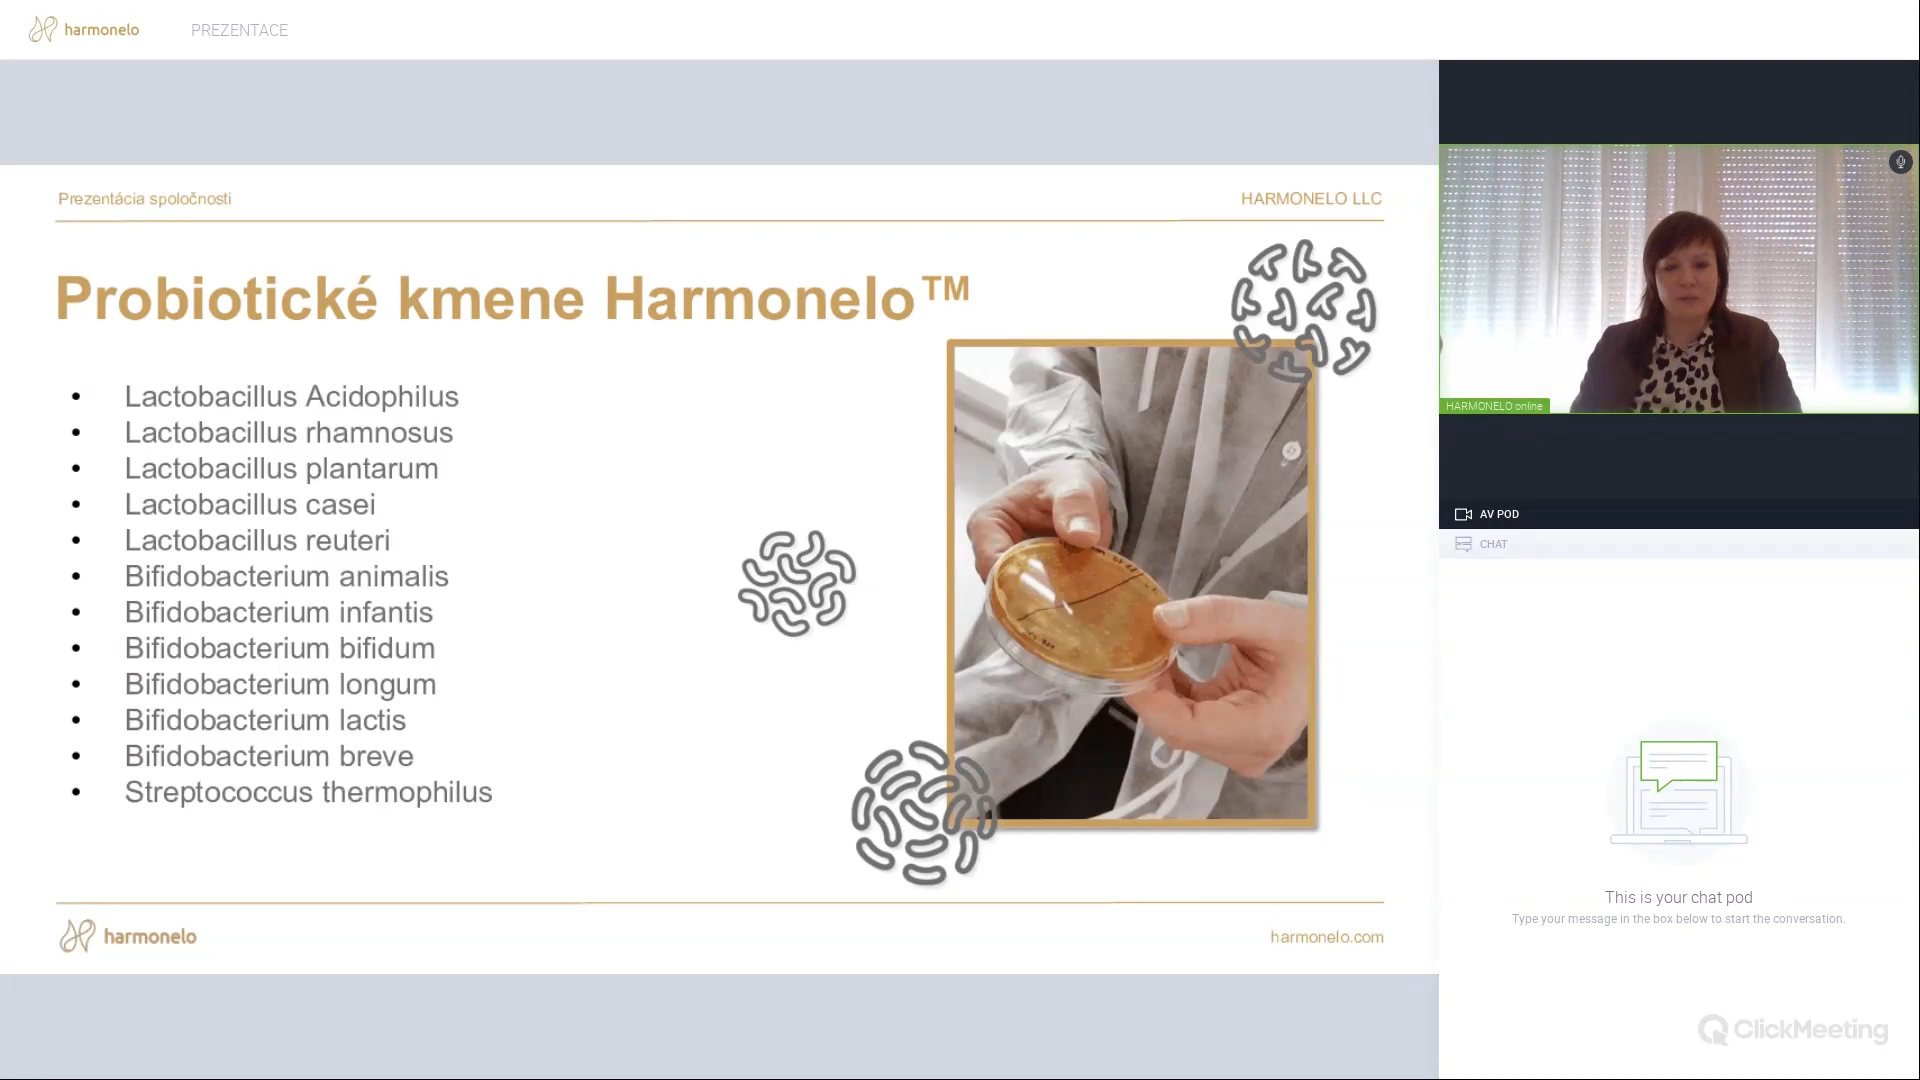 harmonelo PREZENTACE
Prezentácia spoločnosti
HARMONELO LLC
Probiotické kmene Harmonelo™
• Lactobacillus Acidophilus
• Lactobacillus rhamnosus
• Lactobacillus plantarum
• Lactobacillus casei
• Lactobacillus reuteri
• Bifidobacterium animalis
• Bifidobacterium infantis
• Bifidobacterium bifidum
• Bifidobacterium longum
• Bifidobacterium lactis
• Bifidobacterium breve
• Streptococcus thermophilus
harmonelo
harmonelo.com
HARMONELO online
AV POD
CHAT
This is your chat pod
Type your message in the box below to start the conversation.
ClickMeeting